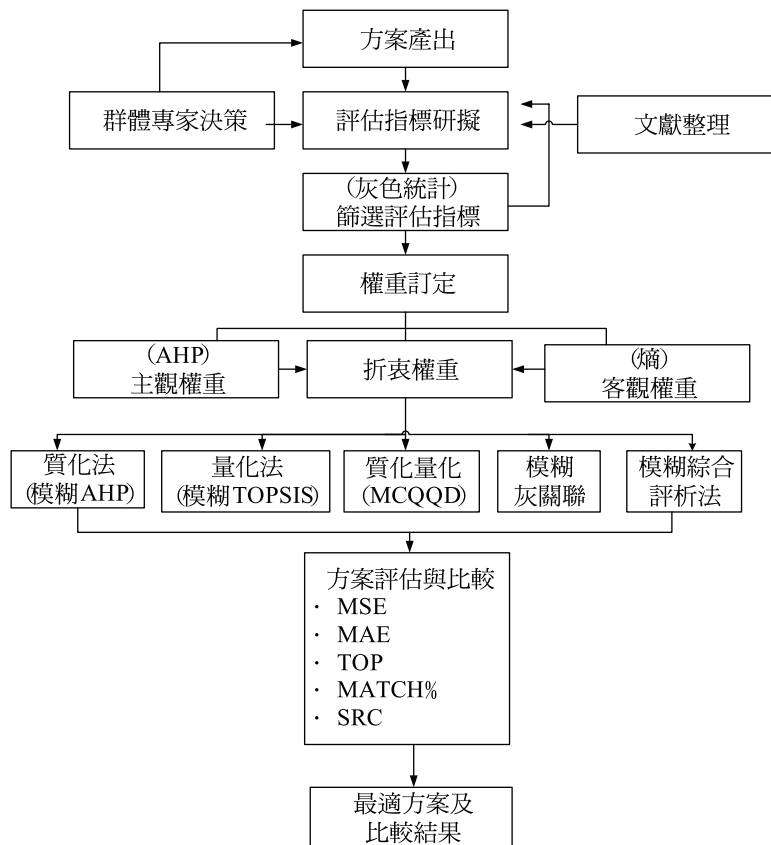 方案產出
群體專家決策
評估指標研擬
文獻整理
(灰色統計)
篩選評估指標
權重訂定
(AHP)
主觀權重
折衷權重
(熵)
客觀權重
質化法
(模糊AHP)
量化法
(模糊TOPSIS)
質化量化
(MCQQD)
模糊
灰關聯
模糊綜合
評析法
方案評估與比較
· MSE
· MAE
· TOP
· MATCH%
· SRC
最適方案及
比較結果